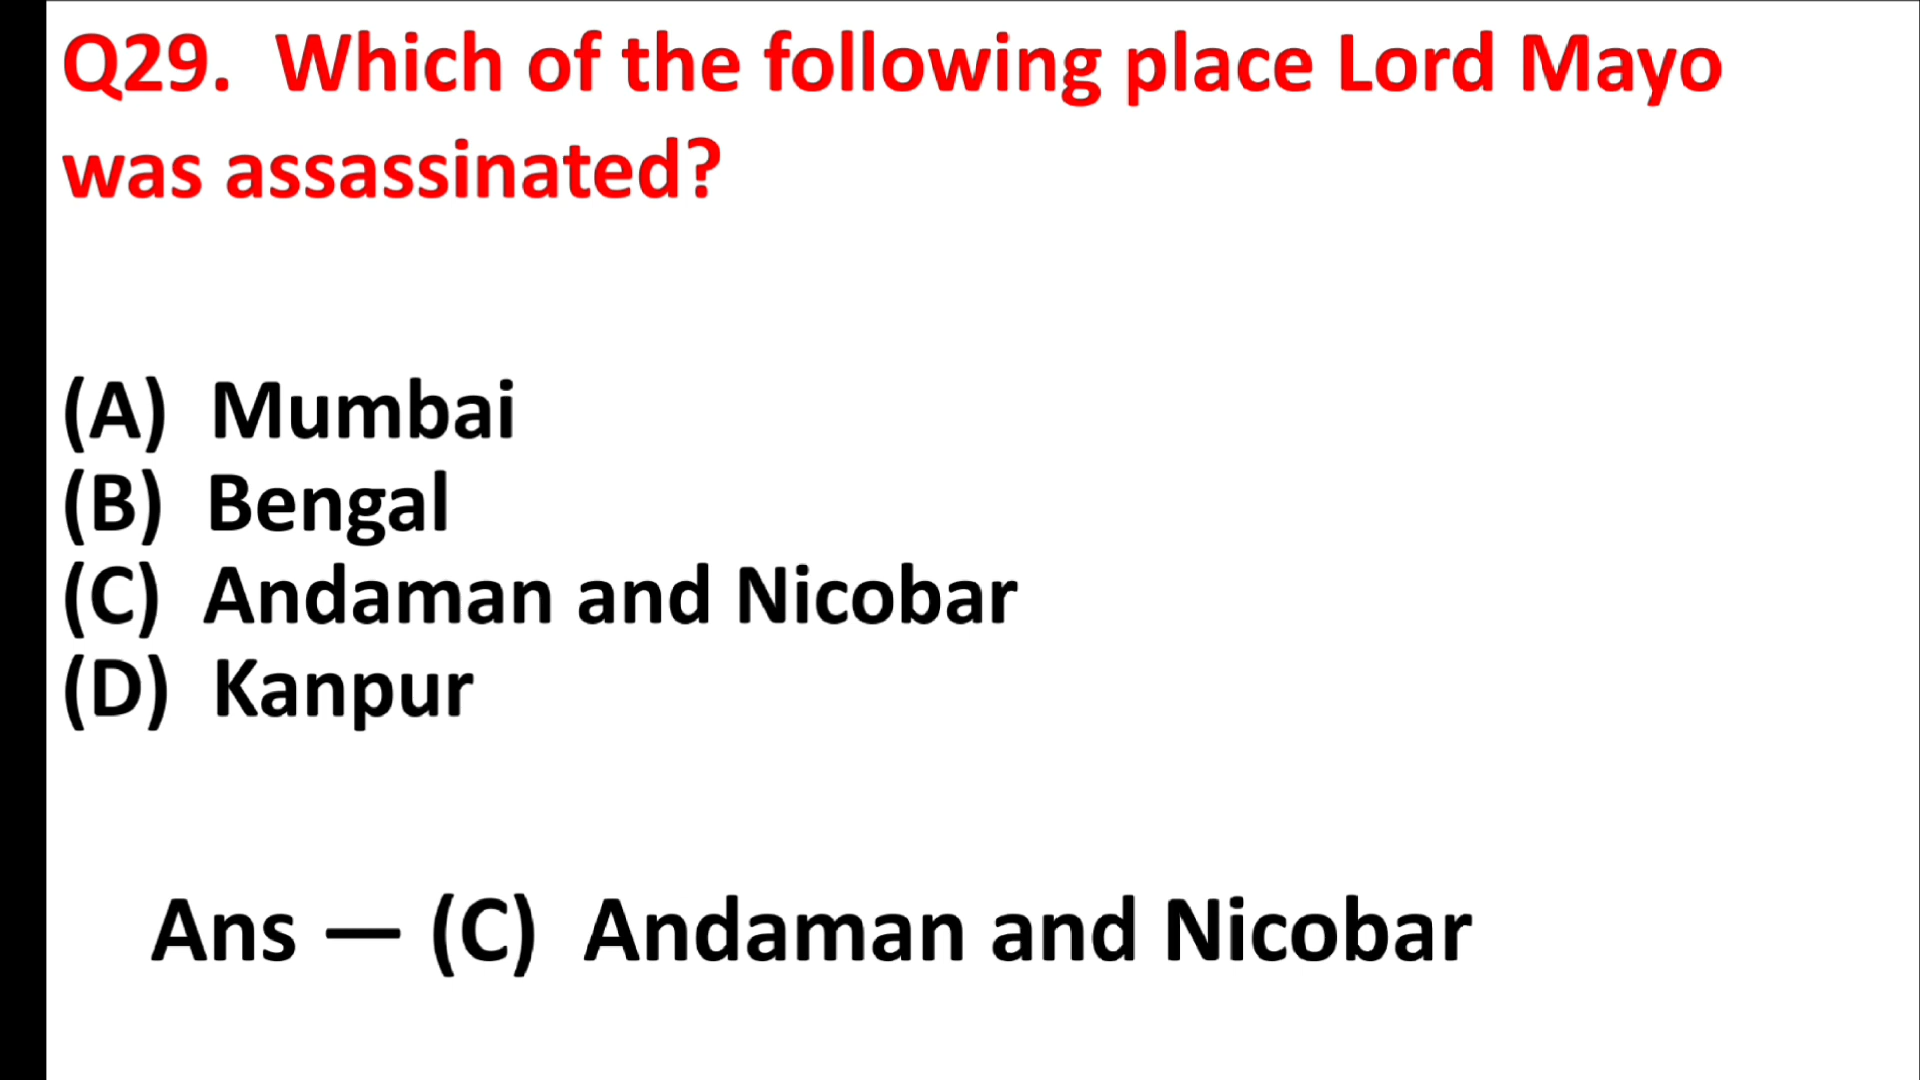 Q29. Which of the following place Lord Mayo
was assassinated?
(A) Mumbai
(B) Bengal
(C) Andaman and Nicobar
(D) Kanpur
Ans — (C) Andaman and Nicobar